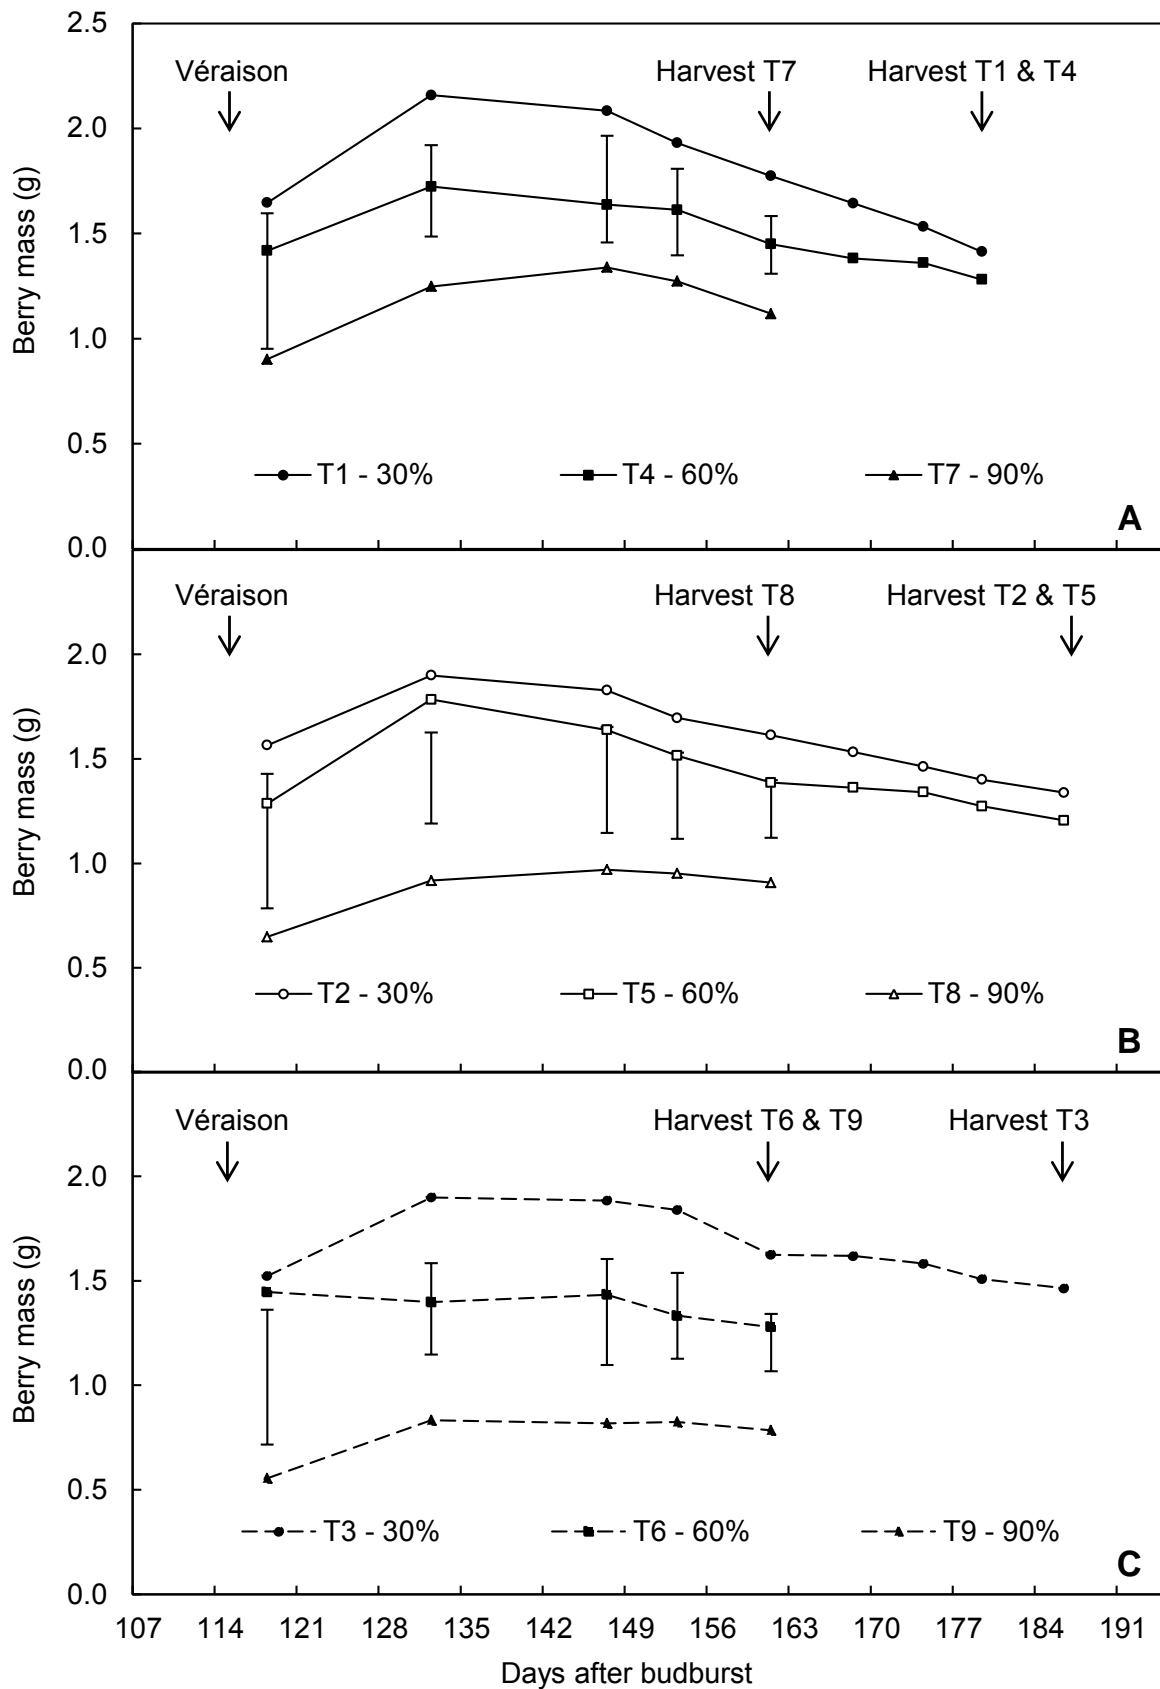 2.5
Véraison
Harvest T7
Harvest T1 & T4
2.0
1.5
Berry mass (g)
1.0
0.5
T1 - 30%
T4 - 60%
T7 - 90%
A
0.0
Véraison
Harvest T8
Harvest T2 & T5
2.0
1.5
Berry mass (g)
1.0
0.5
T2 - 30%
T5 - 60%
T8 - 90%
B
0.0
Véraison
Harvest T6 & T9
Harvest T3
2.0
1.5
Berry mass (g)
1.0
0.5
T3 - 30%
T6 - 60%
T9 - 90%
C
0.0
107 114 121 128 135 142 149 156 163 170 177 184 191
Days after budburst